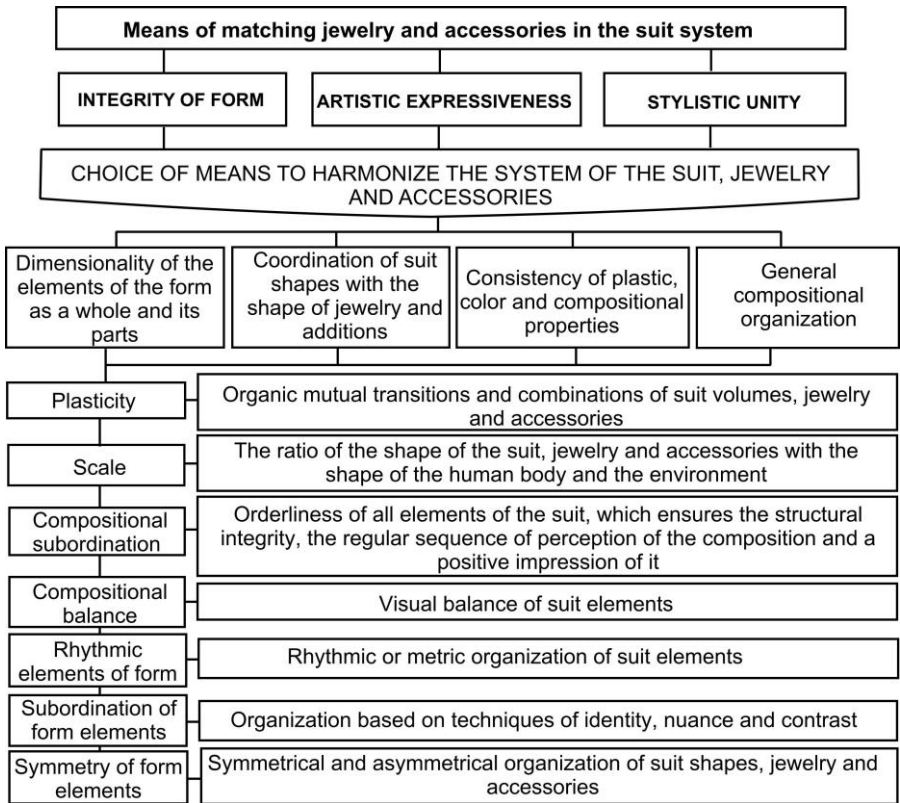 Means of matching jewelry and accessories in the suit system
INTEGRITY OF FORM
ARTISTIC EXPRESSIVENESS
STYLISTIC UNITY
CHOICE OF MEANS TO HARMONIZE THE SYSTEM OF THE SUIT, JEWELRY
AND ACCESSORIES
Dimensionality of the
elements of the form
as a whole and its
parts
Coordination of suit
shapes with the
shape of jewelry and
additions
Consistency of plastic,
color and compositional
properties
General
compositional
organization
Plasticity
Organic mutual transitions and combinations of suit volumes, jewelry
and accessories
Scale
The ratio of the shape of the suit, jewelry and accessories with the
shape of the human body and the environment
Compositional
subordination
Orderliness of all elements of the suit, which ensures the structural
integrity, the regular sequence of perception of the composition and a
positive impression of it
Compositional
balance
Visual balance of suit elements
Rhythmic
elements of form
Rhythmic or metric organization of suit elements
Subordination of
form elements
Organization based on techniques of identity, nuance and contrast
Symmetry of form
elements
Symmetrical and asymmetrical organization of suit shapes, jewelry and
accessories